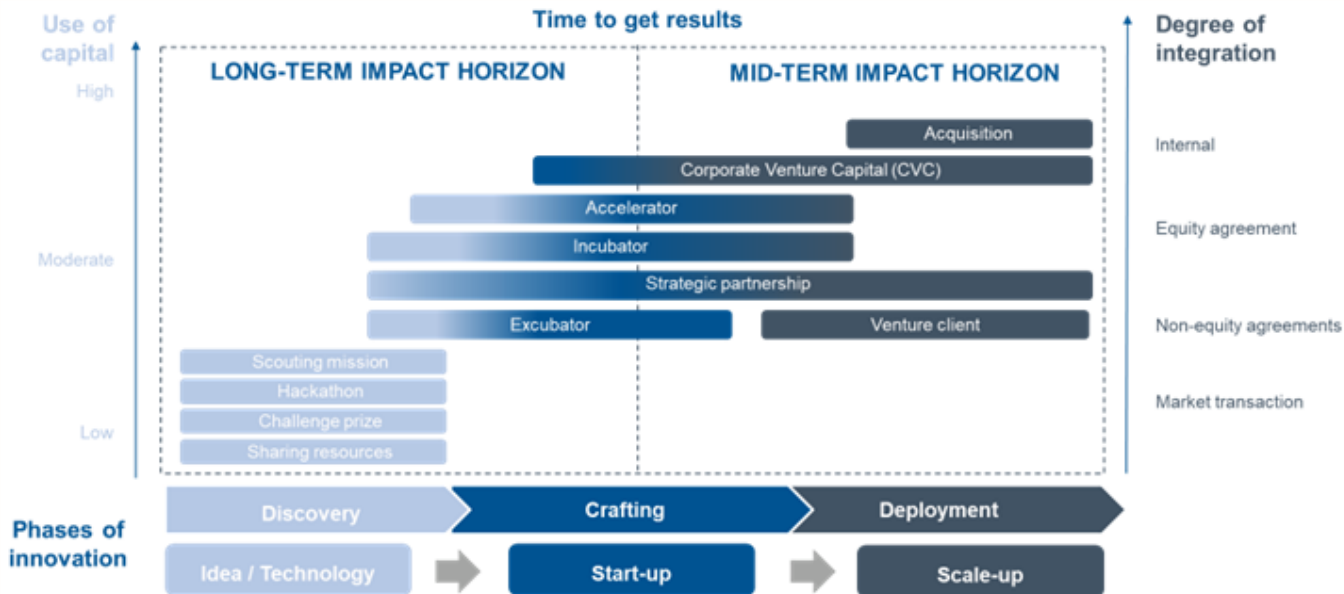 Use of
capital
Time to get results
Degree of
integration
LONG-TERM IMPACT HORIZON
MID-TERM IMPACT HORIZON
High
Acquisition
Internal
Corporate Venture Capital (CVC)
Accelerator
Equity agreement
Incubator
Moderate
Strategic partnership
Excubator
Venture client
Non-equity agreements
Scouting mission
Hackathon
Market transaction
Challenge prize
Low
Sharing resources
Phases of
innovation
Discovery
Crafting
Deployment
Idea / Technology
Start-up
Scale-up